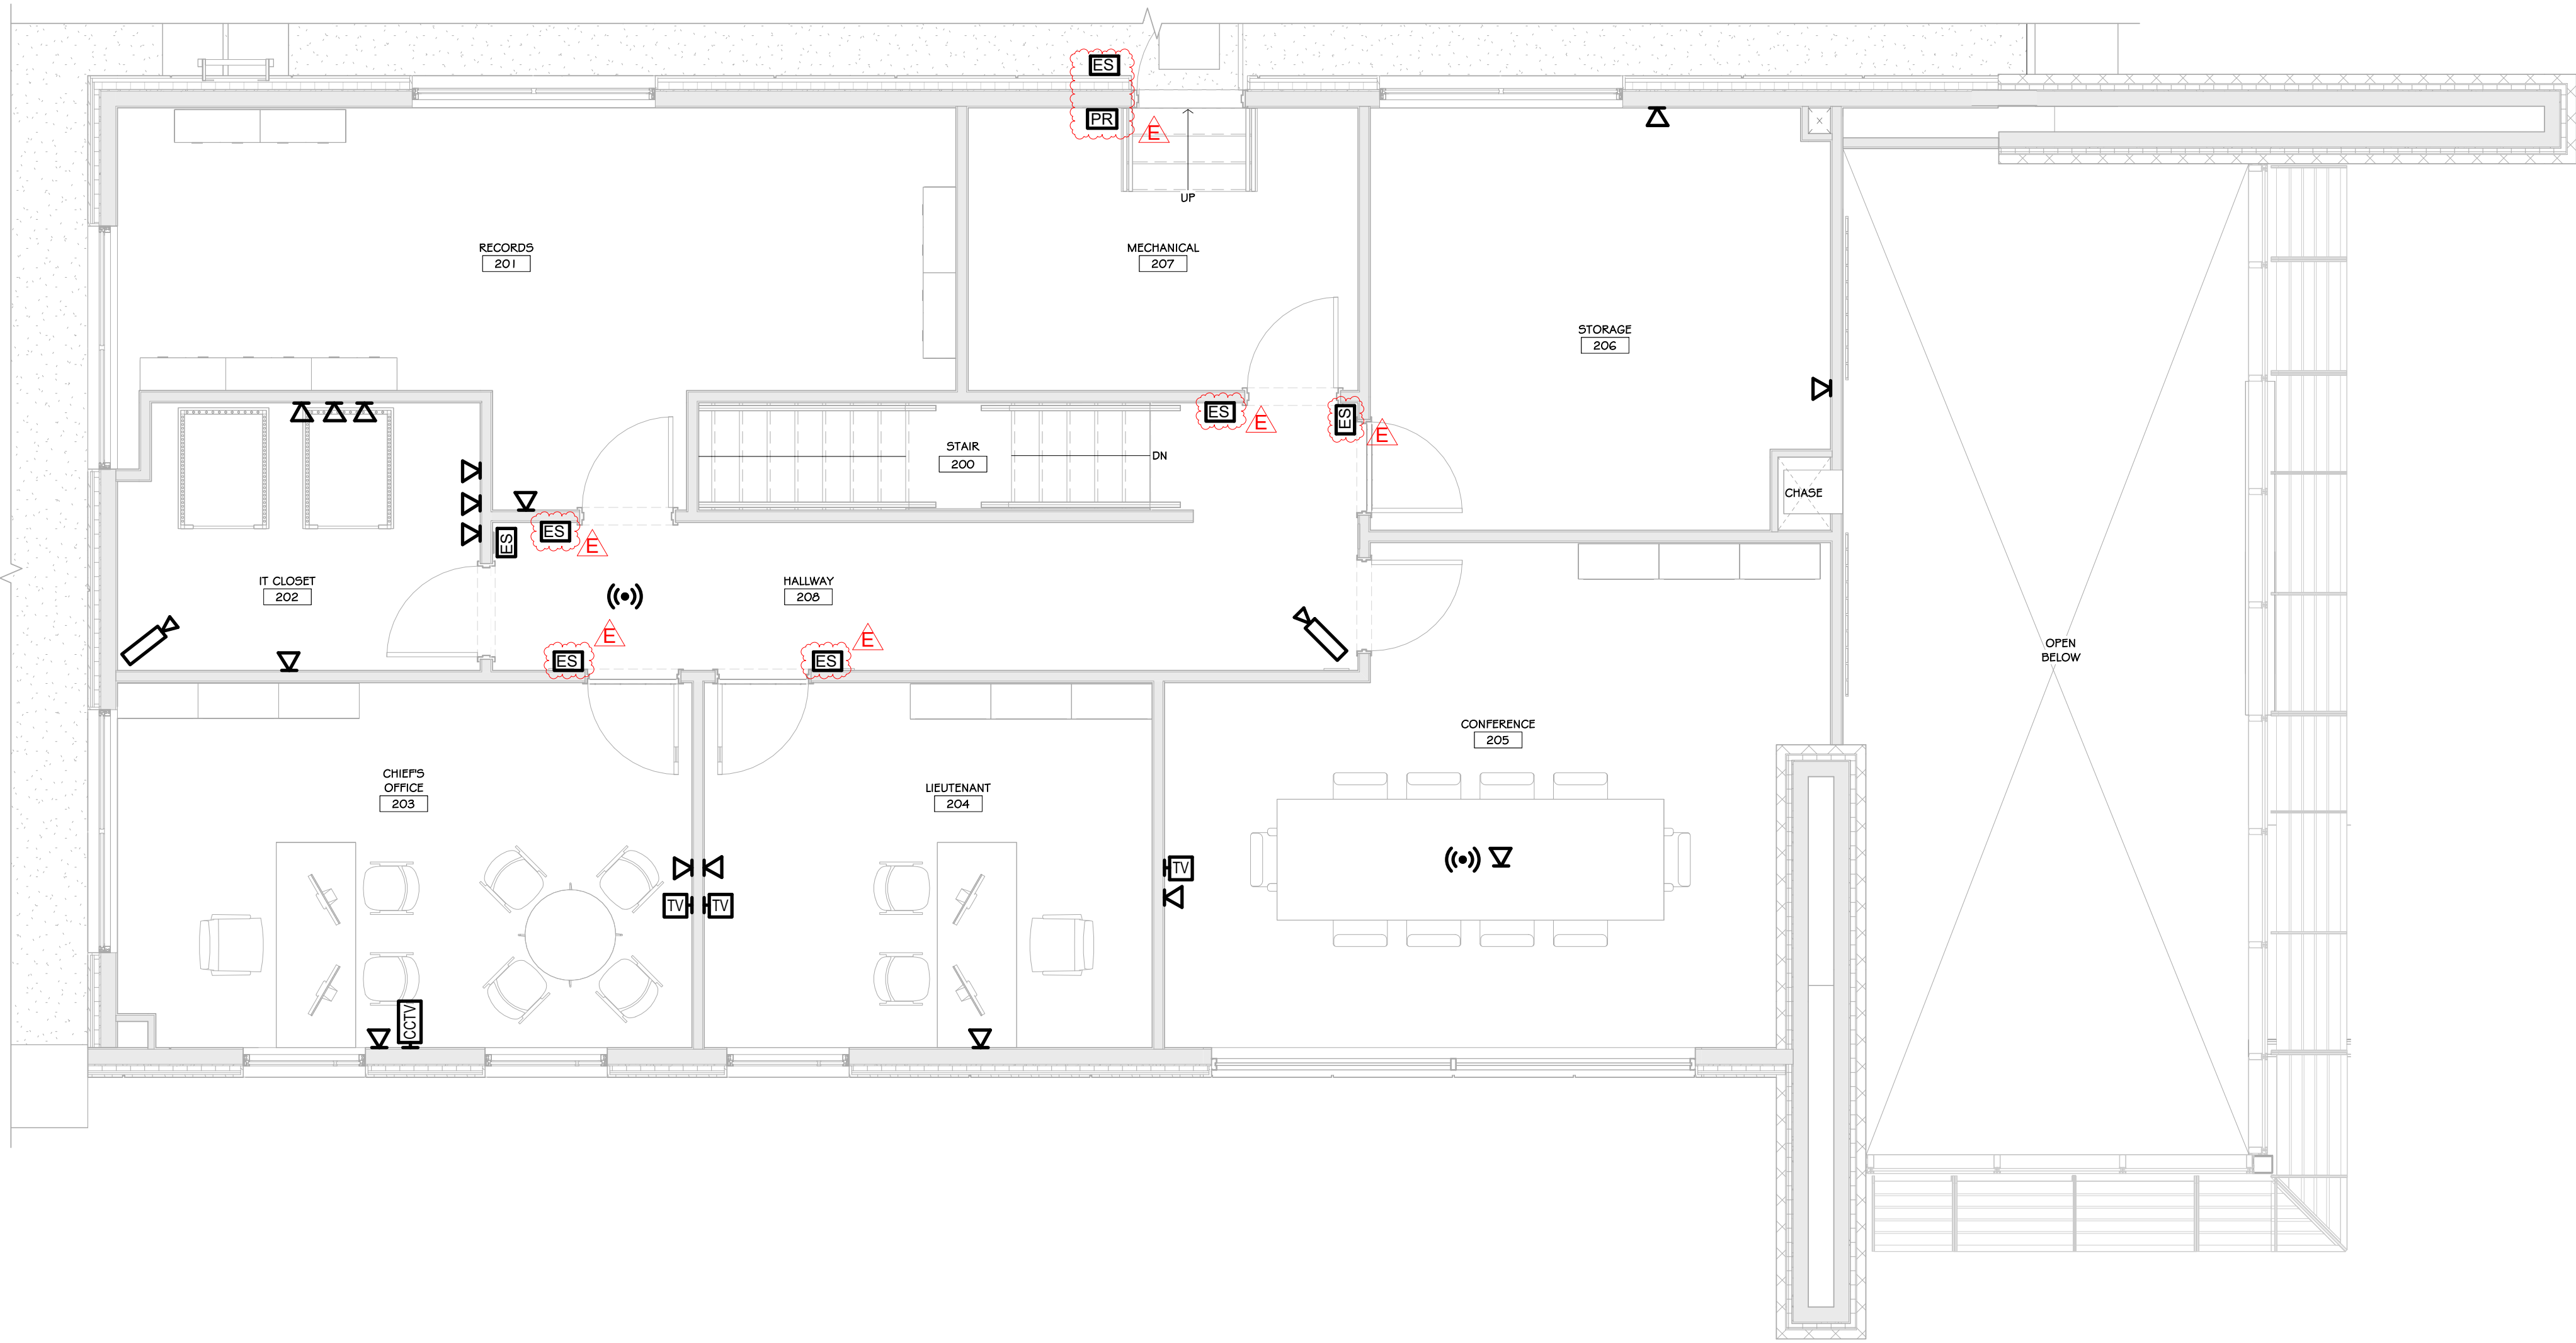 ES
PR
E
UP
RECORDS
201
MECHANICAL
207
STORAGE
206
ES
E
ES
E
STAIR
200
DN
CHASE
ES
ES
E
IT CLOSET
202
HALLWAY
208
E
ES
E
ES
OPEN
BELOW
CONFERENCE
205
CHIEF'S
OFFICE
203
LIEUTENANT
204
TV
TV
TV
CCTV